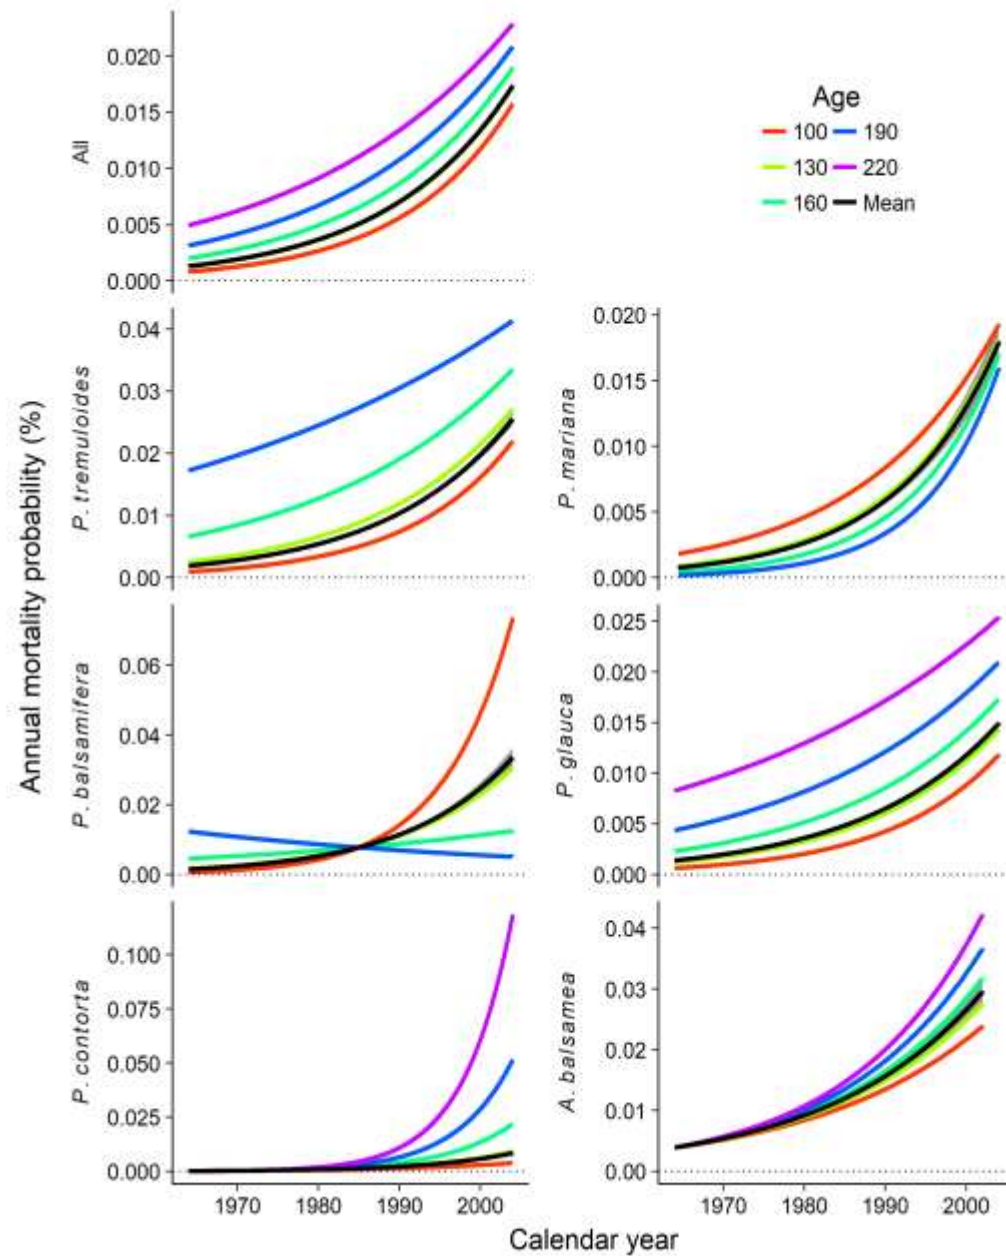 Annual mortality probability (%)
All
0.020
0.015
0.010
0.005
0.000
Age
100 190
130 220
160 Mean
P. tremuloides
0.04
0.03
0.02
0.01
0.00
P. mariana
0.020
0.015
0.010
0.005
0.000
P. balsamifera
0.06
0.04
0.02
0.00
P. glauca
0.025
0.020
0.015
0.010
0.005
0.000
P. contorta
0.100
0.075
0.050
0.025
0.000
1970 1980 1990 2000
A. balsamea
0.04
0.03
0.02
0.01
0.00
1970 1980 1990 2000
Calendar year